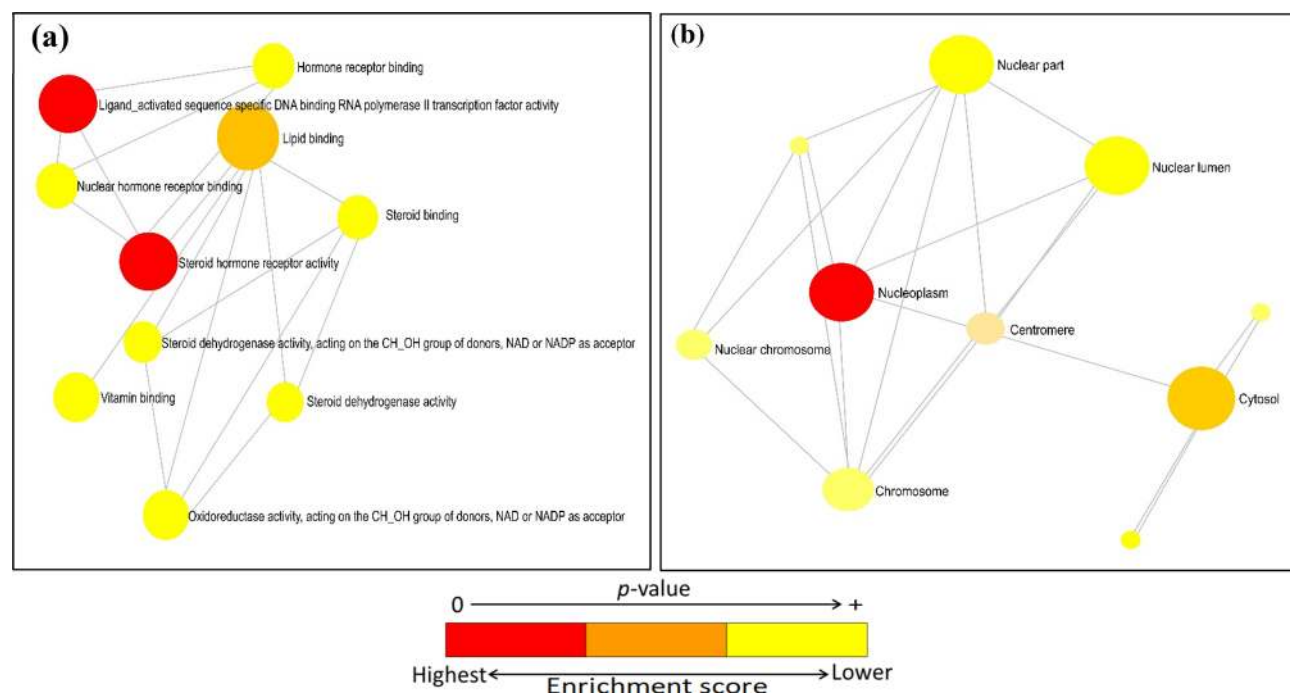 (a)
Hormone receptor binding
Ligand_activated sequence specific DNA binding RNA polymerase II transcription factor activity
Lipid binding
Nuclear hormone receptor binding
Steroid binding
Steroid hormone receptor activity
Steroid dehydrogenase activity, acting on the CH_OH group of donors, NAD or NADP as acceptor
Vitamin binding
Steroid dehydrogenase activity
Oxidoreductase activity, acting on the CH_OH group of donors, NAD or NADP as acceptor
(b)
Nuclear part
Nuclear lumen
Nucleoplasm
Centromere
Nuclear chromosome
Cytosol
Chromosome
p-value
0 +
Highest Lower
Enrichment score